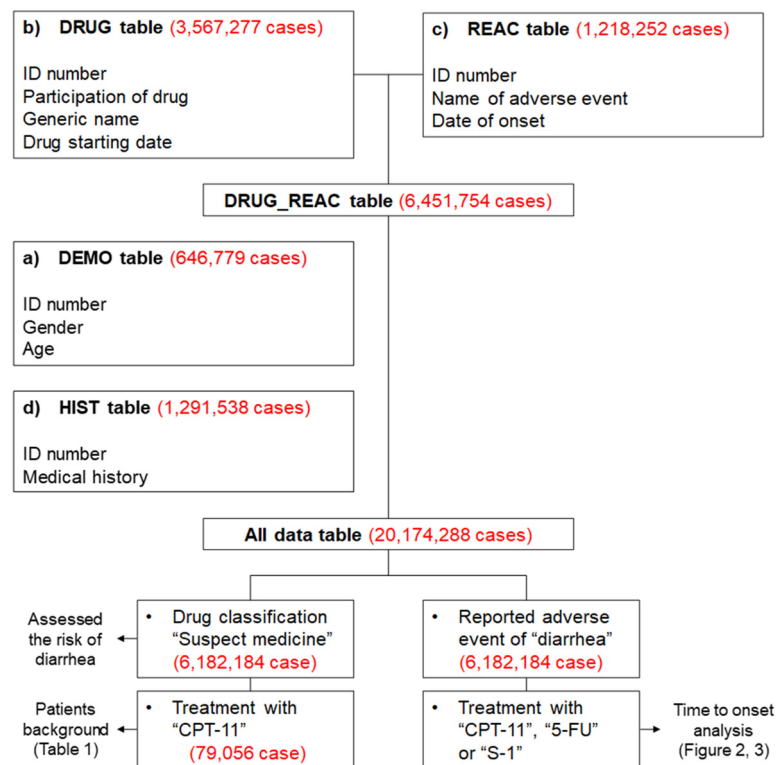 b) DRUG table (3,567,277 cases)
ID number
Participation of drug
Generic name
Drug starting date
c) REAC table (1,218,252 cases)
ID number
Name of adverse event
Date of onset
DRUG_REAC table (6,451,754 cases)
a) DEMO table (646,779 cases)
ID number
Gender
Age
d) HIST table (1,291,538 cases)
ID number
Medical history
All data table (20,174,288 cases)
Assessed
the risk of
diarrhea
• Drug classification
“Suspect medicine”
(6,182,184 case)
• Reported adverse
event of “diarrhea”
(6,182,184 case)
Patients
background
(Table 1)
• Treatment with
“CPT-11”
(79,056 case)
• Treatment with
“CPT-11”, “5-FU”
or “S-1”
Time to onset
analysis
(Figure 2, 3)